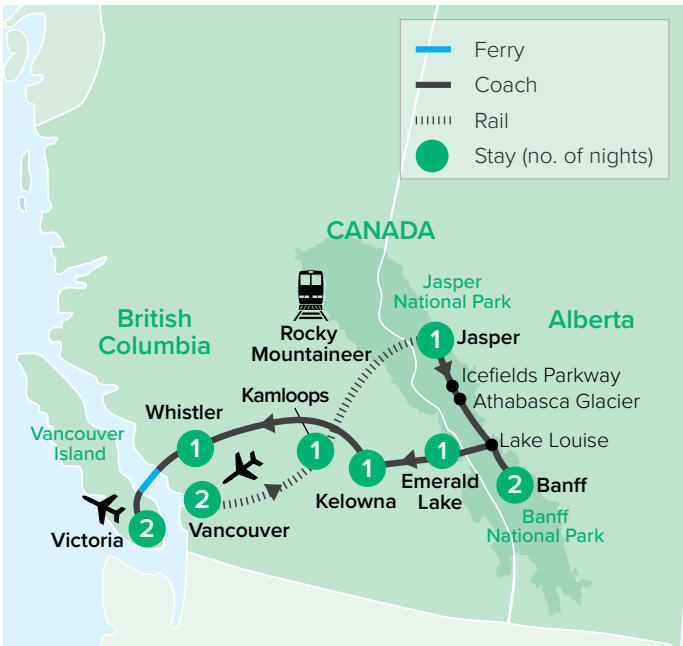 Ferry
Coach
Rail
Stay (no. of nights)
CANADA
Jasper
National Park
British
Columbia
Alberta
Rocky
Mountaineer
1
Jasper
Icefields Parkway
Athabasca Glacier
Kamloops
Whistler
Vancouver
Island
1
1
1
1
Lake Louise
Emerald
Lake
Kelowna
2
Banff
Banff
National Park
2
Vancouver
Victoria
2